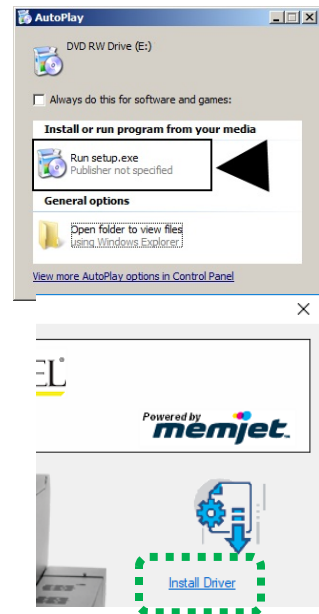 AutoPlay
DVD RW Drive (E:)
Always do this for software and games:
Install or run program from your media
Run setup.exe
Publisher not specified
General options
Open folder to view files
using Windows Explorer
View more AutoPlay options in Control Panel
EL
Powered by
memjet
Install Driver